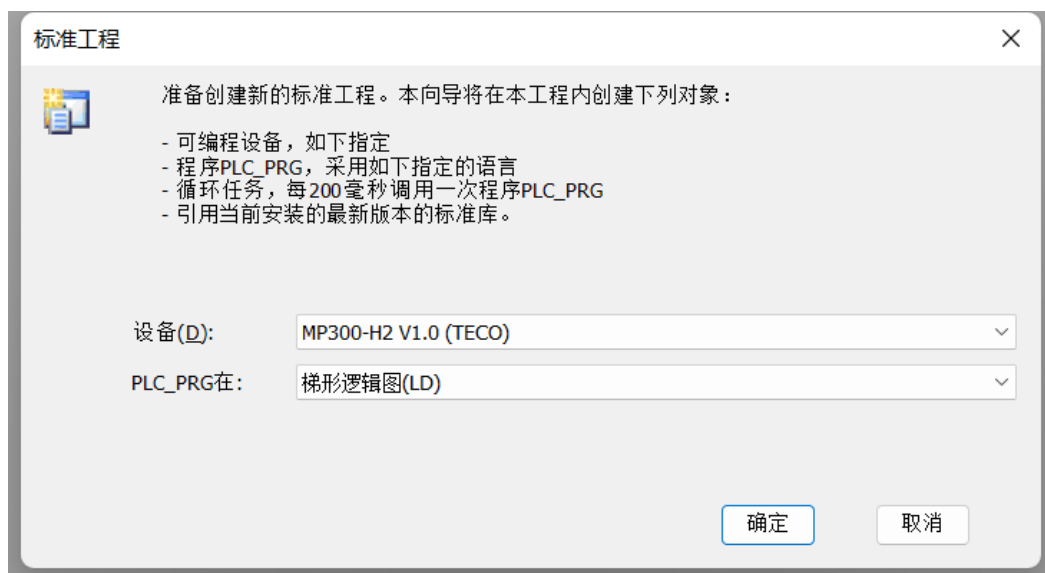 标准工程
准备创建新的标准工程。本向导将在本工程内创建下列对象：
- 可编程设备，如下指定
- 程序PLC_PRG，采用如下指定的语言
- 循环任务，每200毫秒调用一次程序PLC_PRG
- 引用当前安装的最新版本的标准库。
设备(D):
MP300-H2 V1.0 (TECO)
PLC_PRG在：
梯形逻辑图(LD)
确定
取消